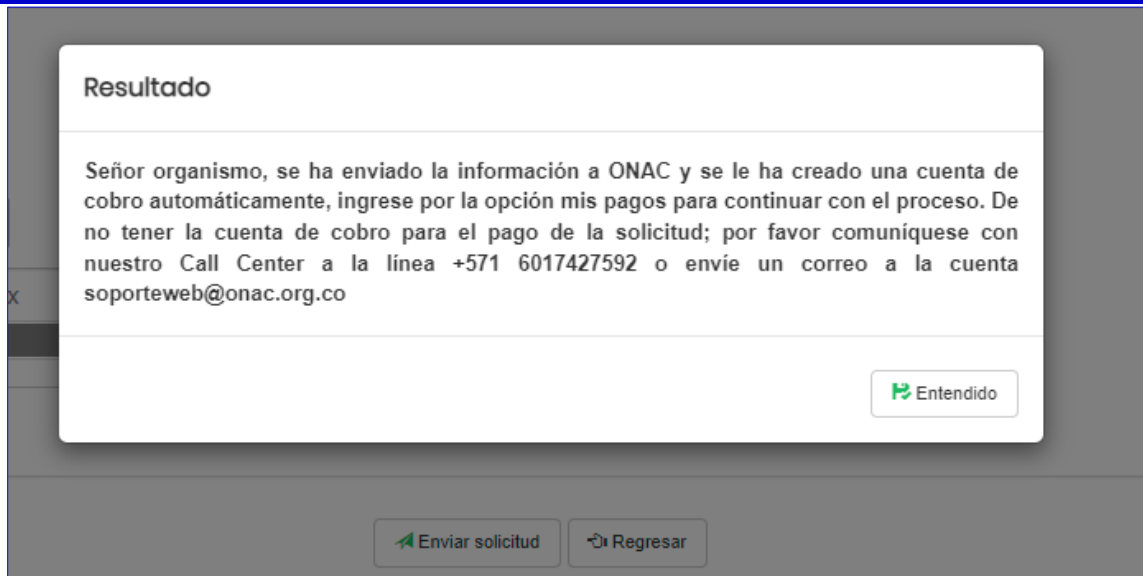 Resultado
Señor organismo, se ha enviado la información a ONAC y se le ha creado una cuenta de
cobro automáticamente, ingrese por la opción mis pagos para continuar con el proceso. De
no tener la cuenta de cobro para el pago de la solicitud; por favor comuníquese con
nuestro Call Center a la línea +571 6017427592 o envíe un correo a la cuenta
soporteweb@onac.org.co
x
Entendido
Enviar solicitud
Regresar